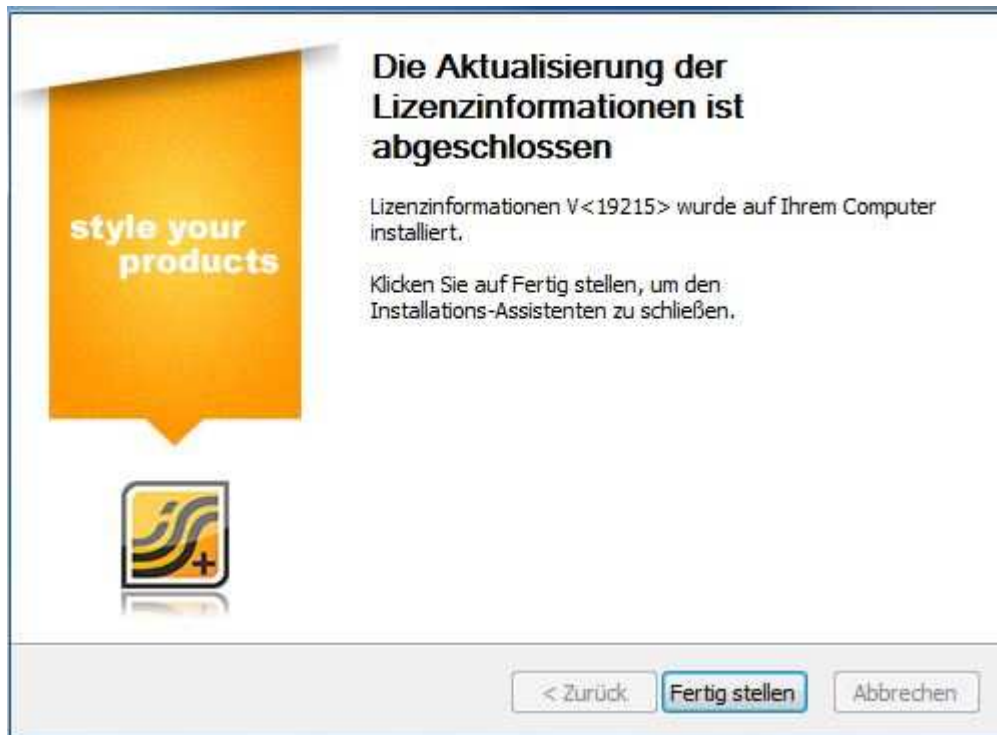 Die Aktualisierung der
Lizenzinformationen ist
abgeschlossen
Lizenzinformationen V<19215> wurde auf Ihrem Computer
installiert.
Klicken Sie auf Fertig stellen, um den
Installations-Assistenten zu schließen.
style your
products
< Zurück
Fertig stellen
Abbrechen